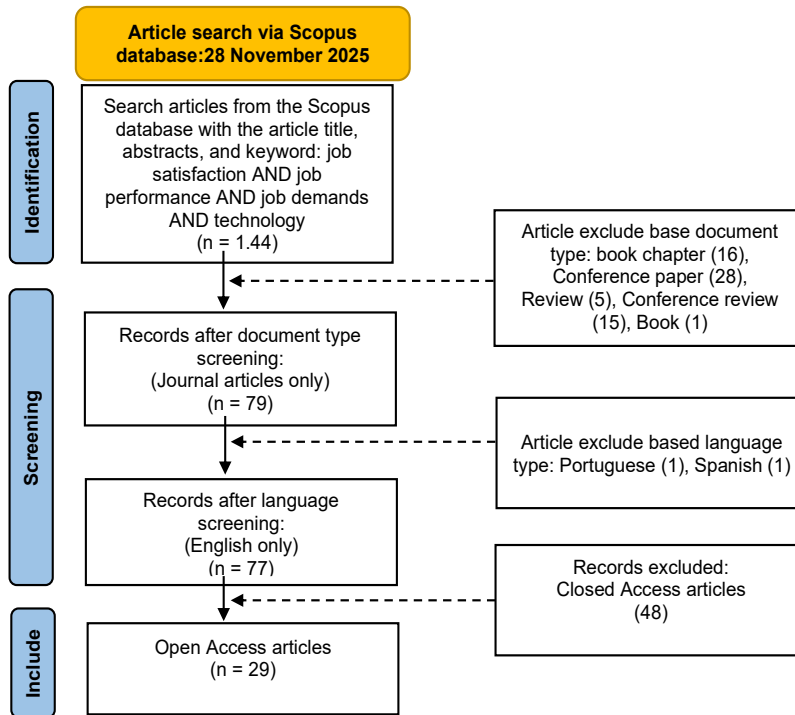 Article search via Scopus
database:28 November 2025
Identification
Search articles from the Scopus
database with the article title,
abstracts, and keyword: job
satisfaction AND job
performance AND job demands
AND technology
(n = 1.44)
Article exclude base document
type: book chapter (16),
Conference paper (28),
Review (5), Conference review
(15), Book (1)
Screening
Records after document type
screening:
(Journal articles only)
(n = 79)
Article exclude based language
type: Portuguese (1), Spanish (1)
Records after language
screening:
(English only)
(n = 77)
Records excluded:
Closed Access articles
(48)
Include
Open Access articles
(n = 29)